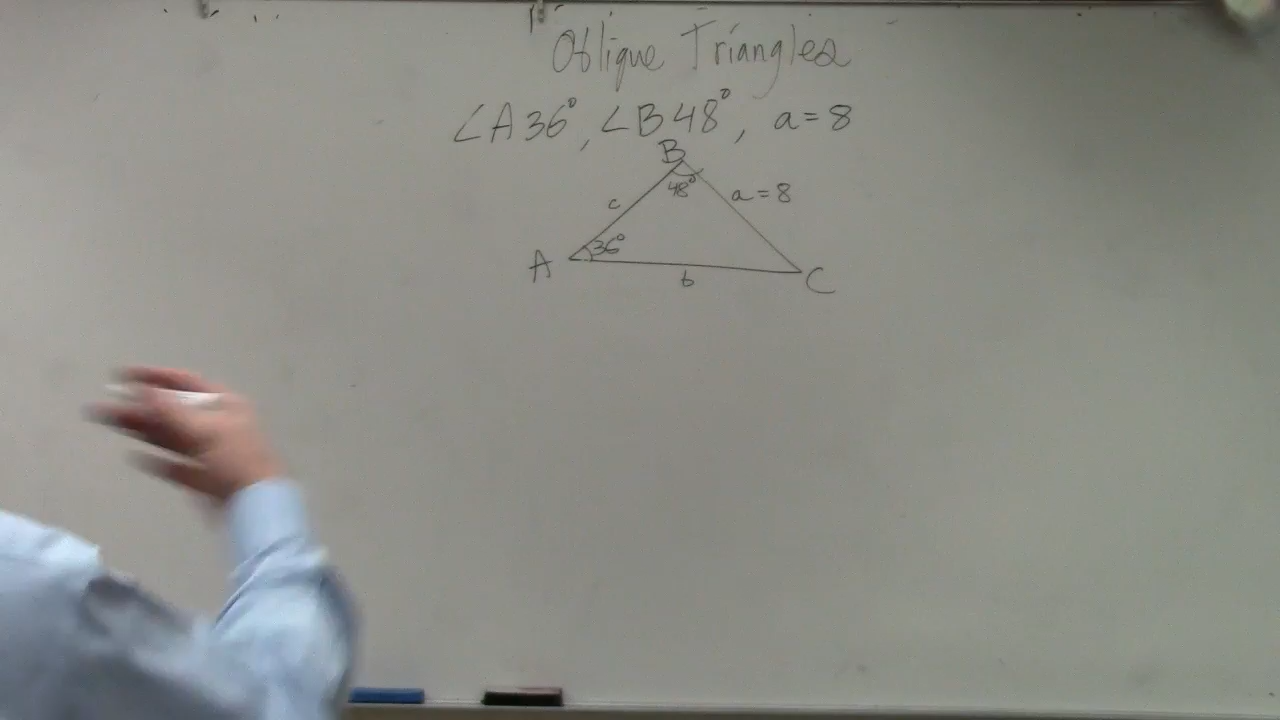 Oblique Triangles
∠A 36°, ∠B 48°, a = 8
B
48°
c
a = 8
36°
A
b
C